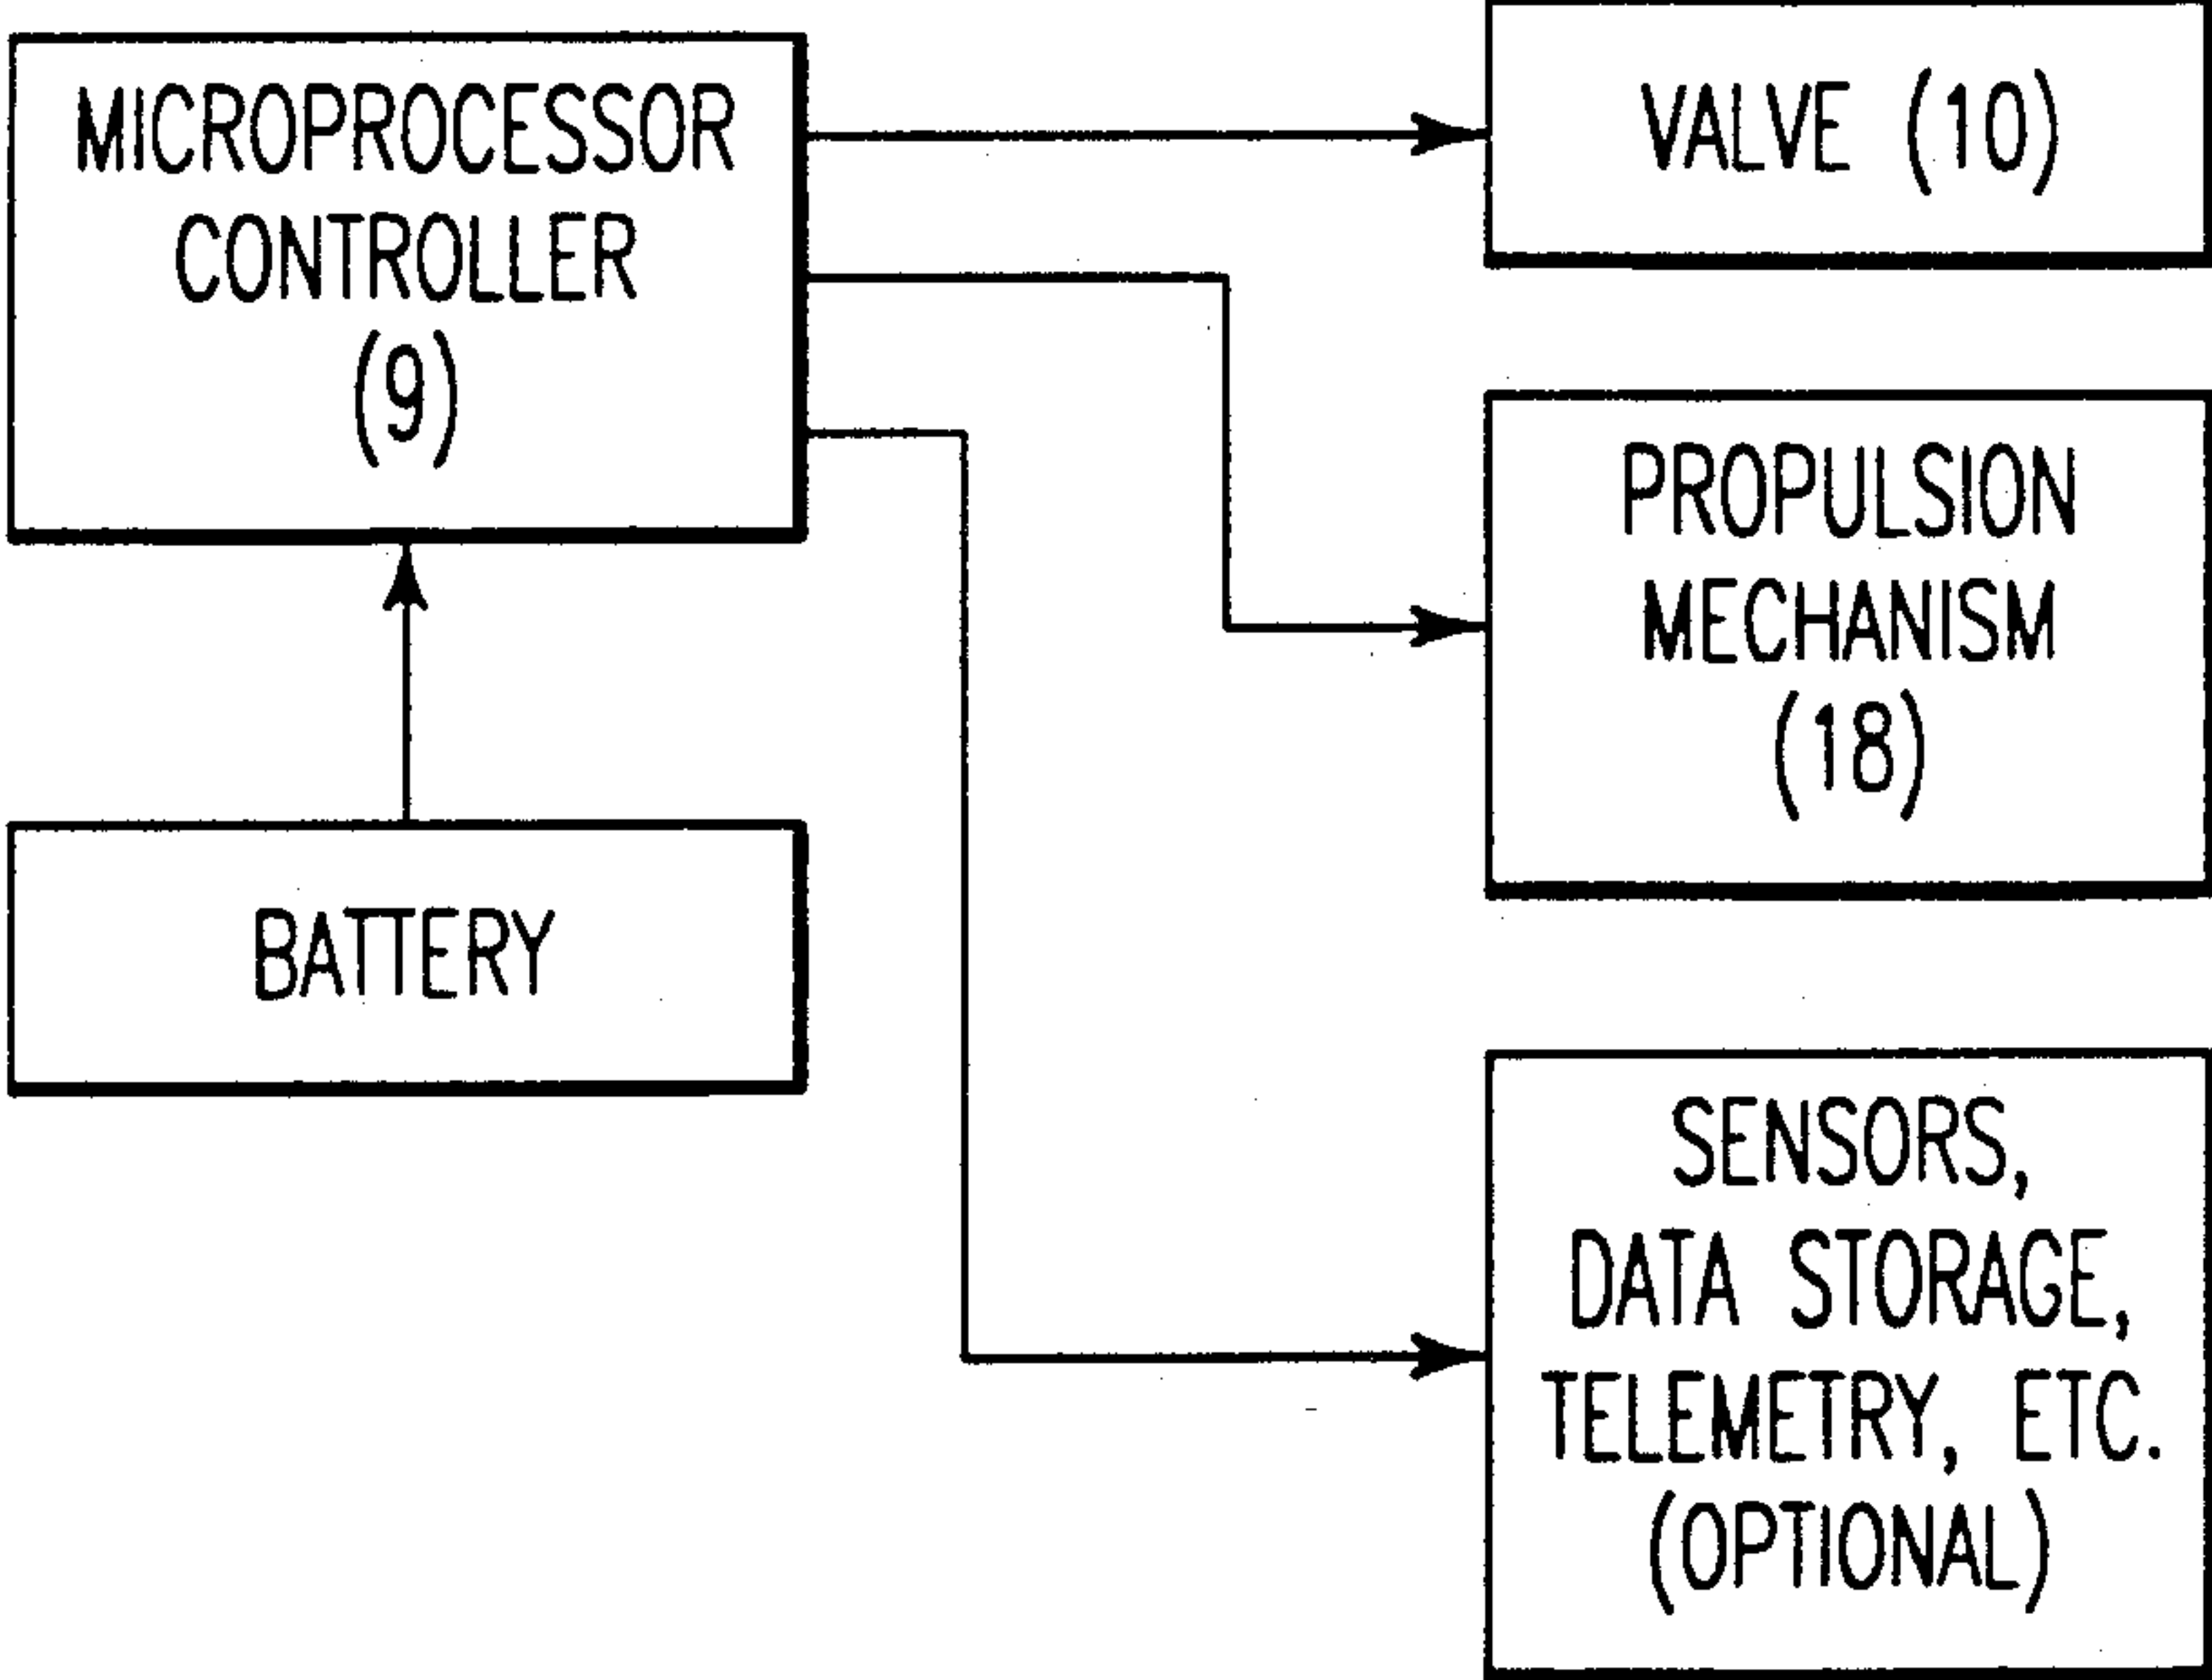 MICROPROCESSOR
CONTROLLER
(9)
VALVE (10)
PROPULSION
MECHANISM
(18)
BATTERY
SENSORS,
DATA STORAGE,
TELEMETRY, ETC.
(OPTIONAL)